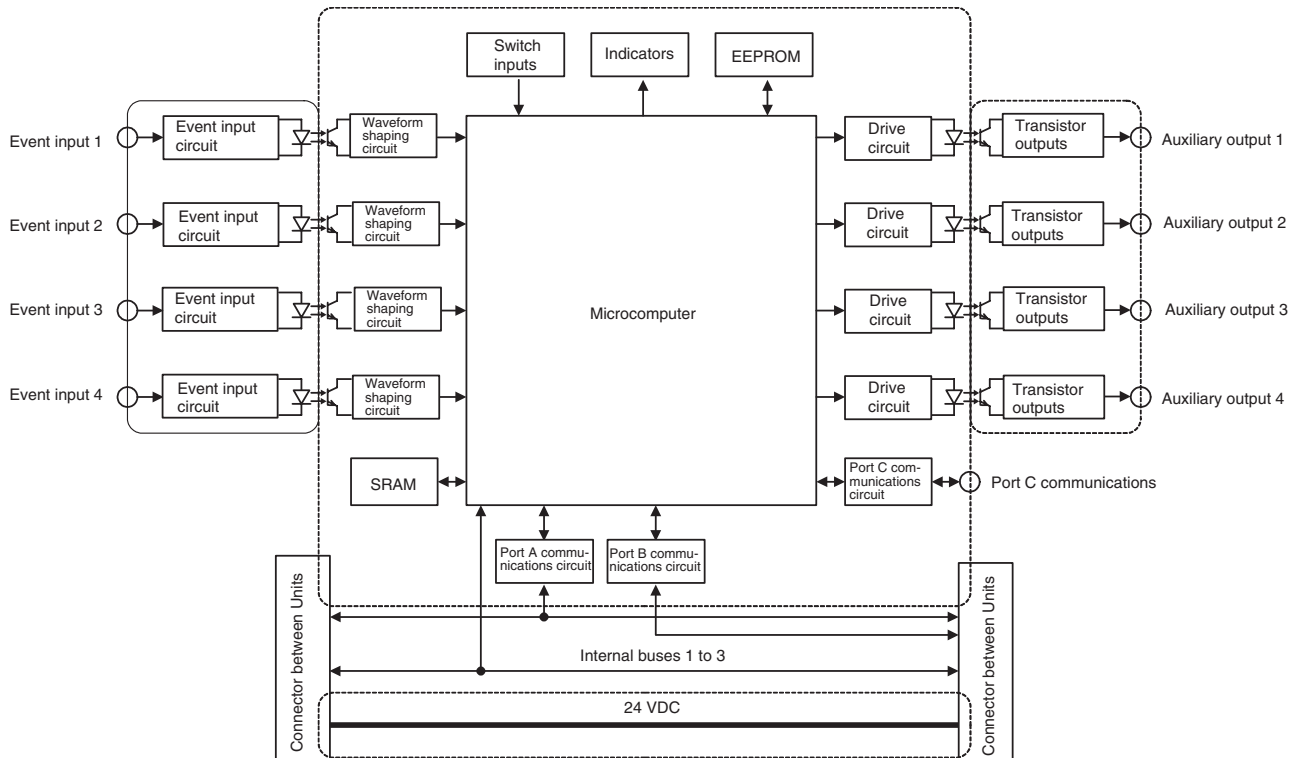 Switch
inputs
Indicators
EEPROM
Event input 1
Event input
circuit
Waveform
shaping
circuit
Drive
circuit
Transistor
outputs
Auxiliary output 1
Event input 2
Event input
circuit
Waveform
shaping
circuit
Drive
circuit
Transistor
outputs
Auxiliary output 2
Event input 3
Event input
circuit
Waveform
shaping
circuit
Microcomputer
Drive
circuit
Transistor
outputs
Auxiliary output 3
Event input 4
Event input
circuit
Waveform
shaping
circuit
Drive
circuit
Transistor
outputs
Auxiliary output 4
SRAM
Port C com-
munications
circuit
Port C communications
Port A commu-
nications circuit
Port B commu-
nications circuit
Connector between Units
Internal buses 1 to 3
24 VDC
Connector between Units